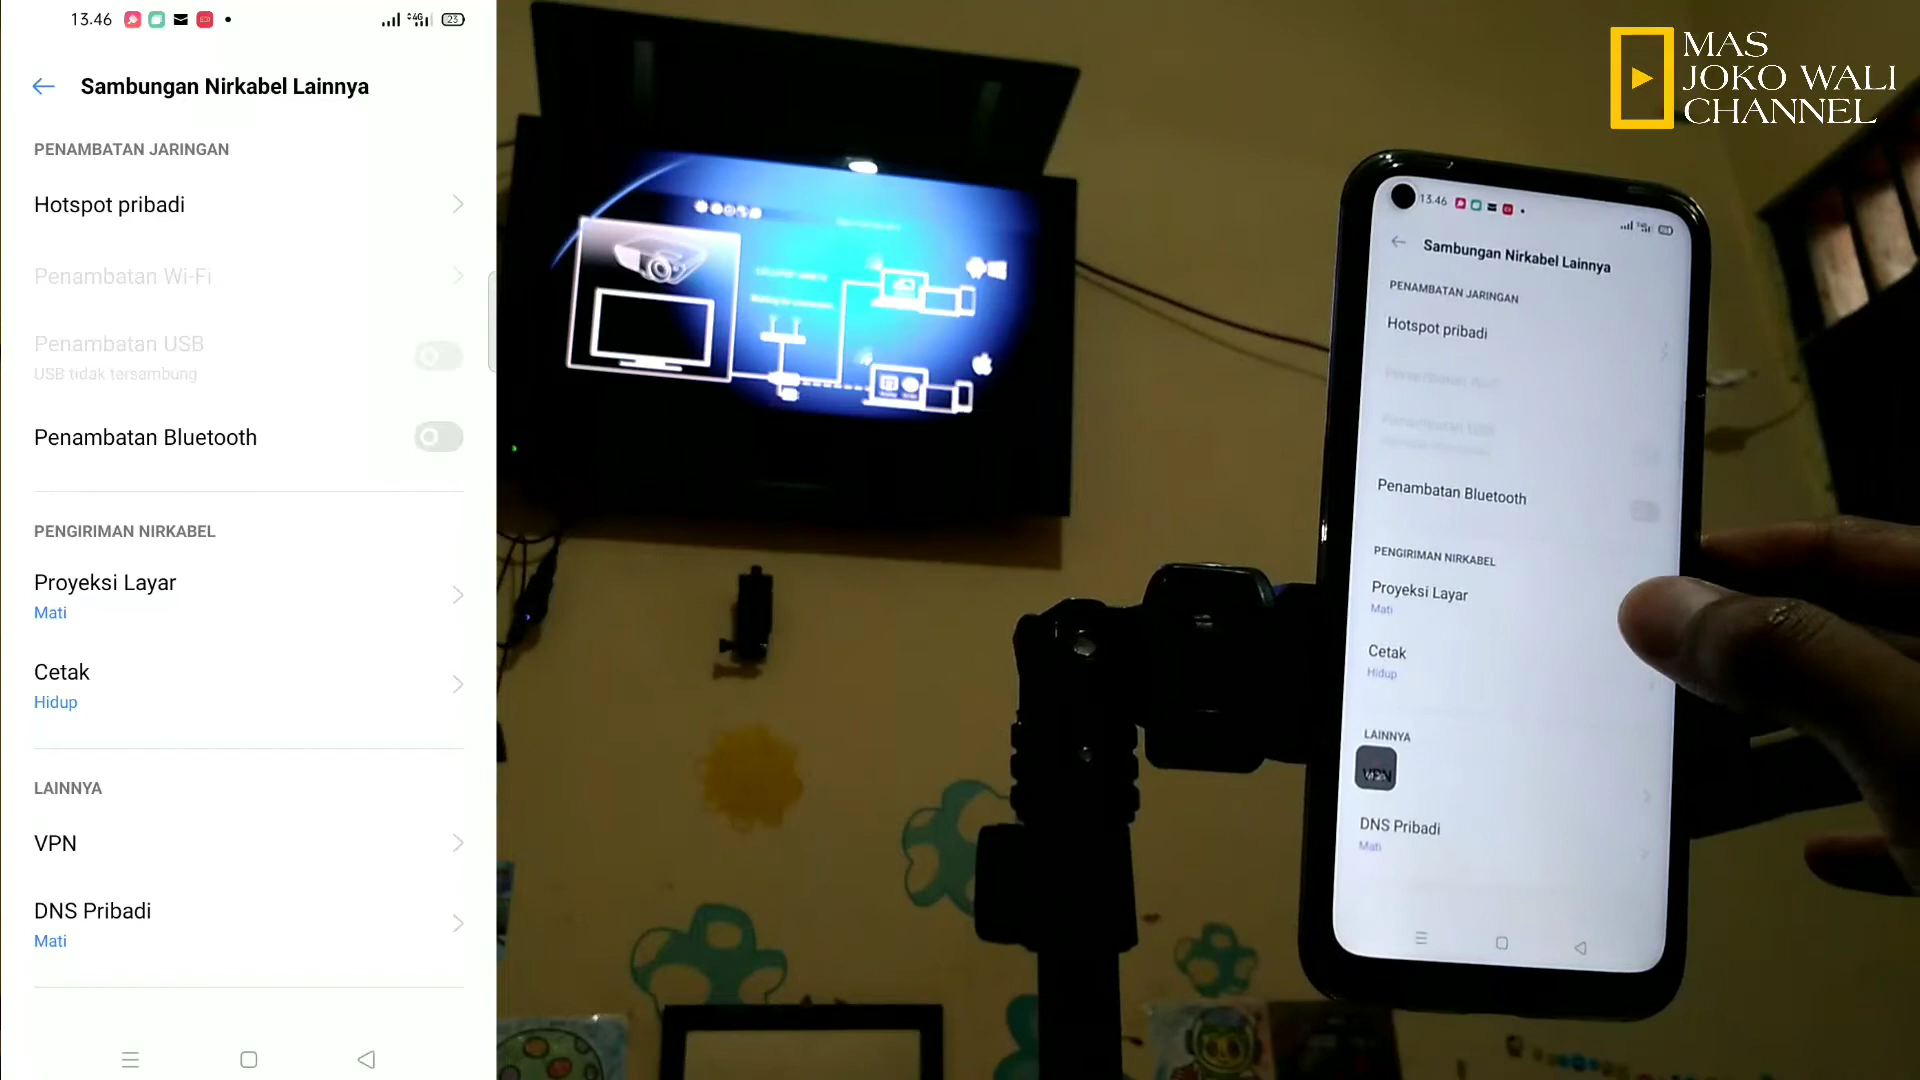 13.46
23
Sambungan Nirkabel Lainnya
PENAMBATAN JARINGAN
Hotspot pribadi
Penambatan Wi-Fi
Penambatan USB
USB tidak tersambung
Penambatan Bluetooth
PENGIRIMAN NIRKABEL
Proyeksi Layar
Mati
Cetak
Hidup
LAINNYA
VPN
DNS Pribadi
Mati
MAS
JOKO WALI
CHANNEL
13.46
Sambungan Nirkabel Lainnya
PENAMBATAN JARINGAN
Hotspot pribadi
Penambatan Bluetooth
PENGIRIMAN NIRKABEL
Proyeksi Layar
Mati
Cetak
Hidup
LAINNYA
VPN
DNS Pribadi
Mati